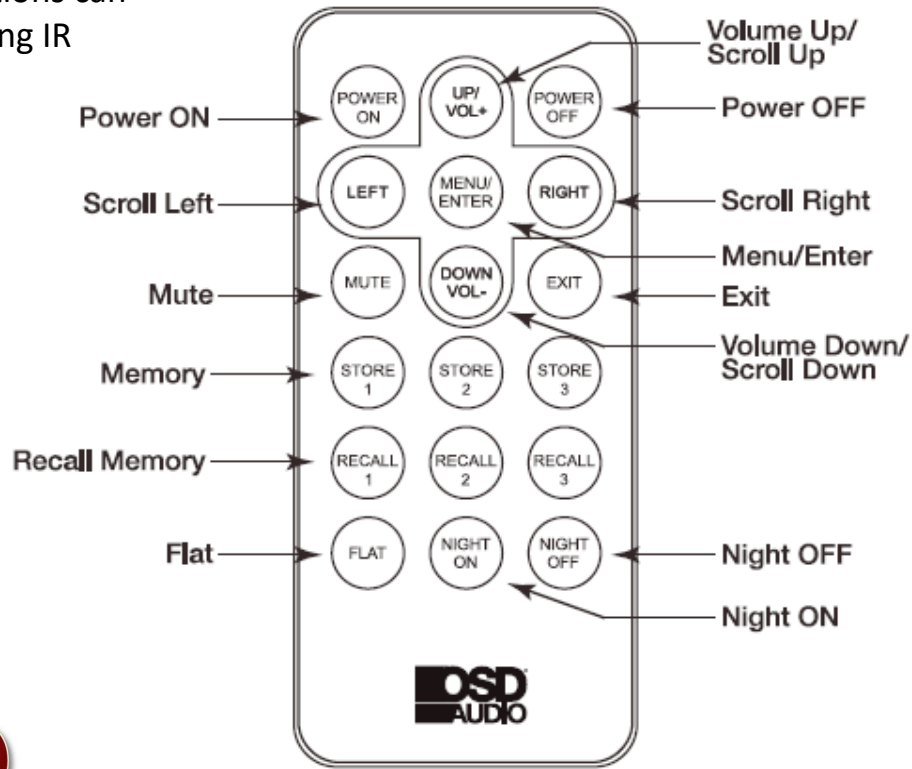 ions can
ng IR
Volume Up/
Scroll Up
Power ON
POWER
ON
UP/
VOL+
POWER
OFF
Power OFF
Scroll Left
LEFT
MENU/
ENTER
RIGHT
Scroll Right
Menu/Enter
Mute
MUTE
DOWN
VOL-
EXIT
Exit
Volume Down/
Scroll Down
Memory
STORE
1
STORE
2
STORE
3
Recall Memory
RECALL
1
RECALL
2
RECALL
3
Flat
FLAT
NIGHT
ON
NIGHT
OFF
Night OFF
Night ON
OSD
AUDIO